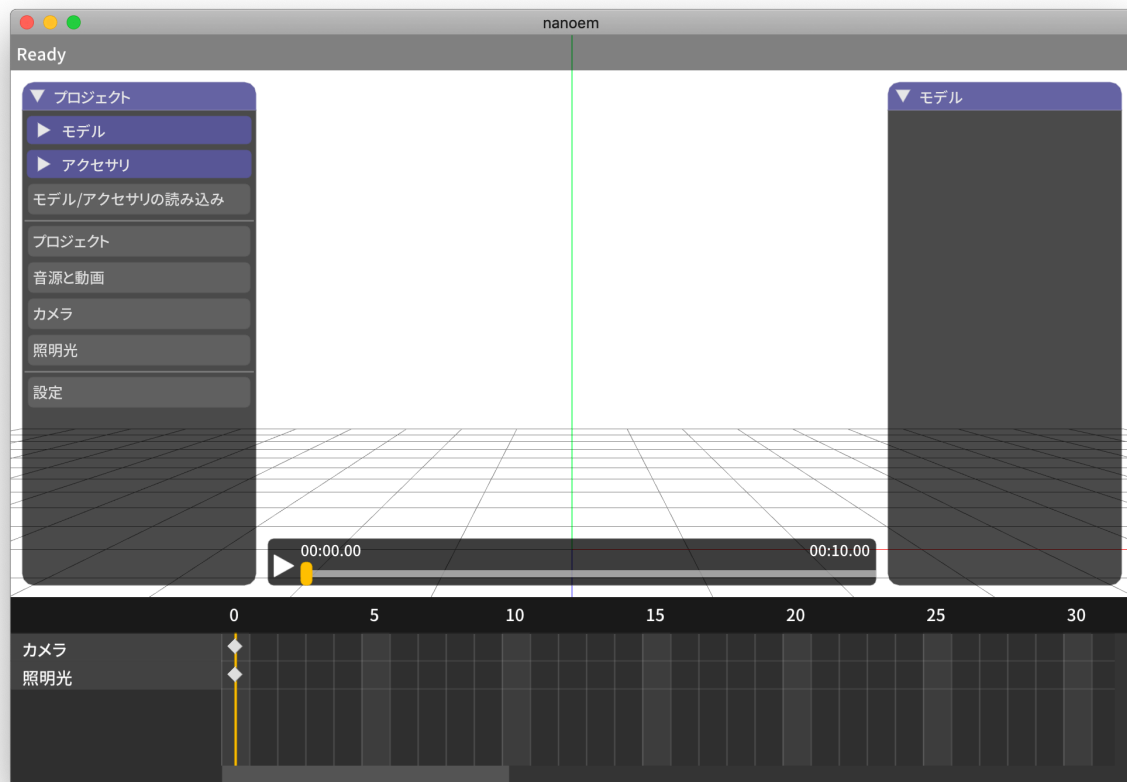 nanoem
Ready
プロジェクト
モデル
アクセサリ
モデル/アクセサリの読み込み
プロジェクト
音源と動画
カメラ
照明光
設定
モデル
00:00.00 00:10.00
0 5 10 15 20 25 30
カメラ
照明光